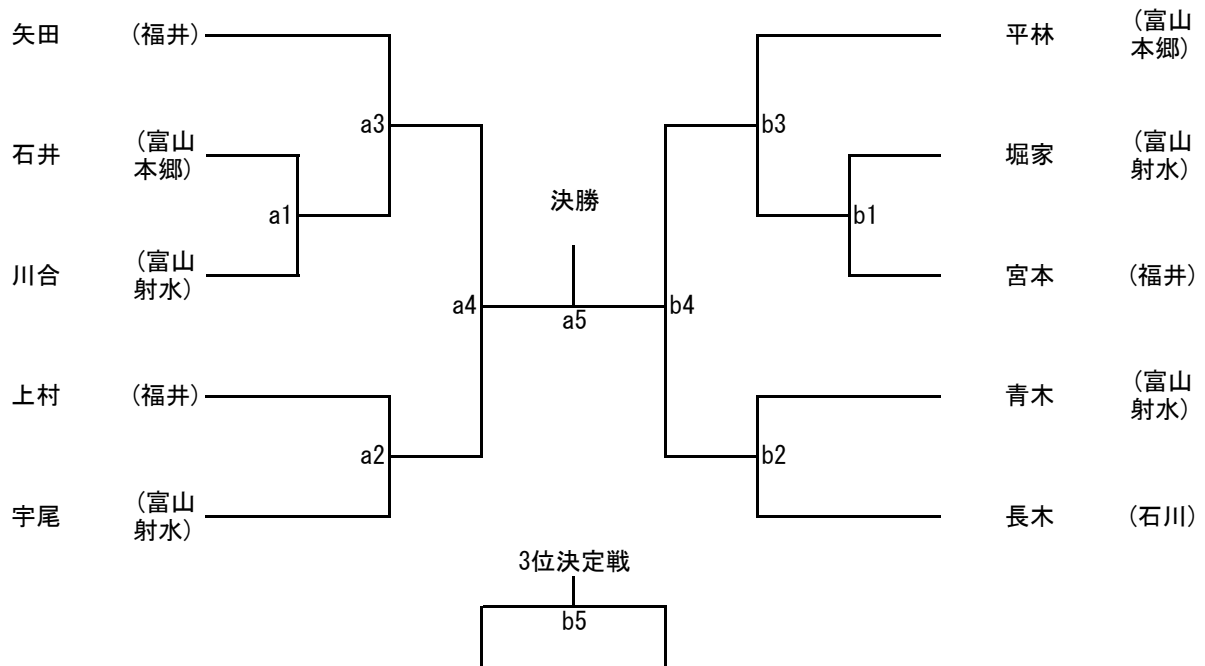 矢田 (福井)
石井 (富山
本郷)
川合 (富山
射水)
上村 (福井)
宇尾 (富山
射水)
a3
a1
a2
a4
決勝
a5
b4
b3
b1
b2
平林 (富山
本郷)
堀家 (富山
射水)
宮本 (福井)
青木 (富山
射水)
長木 (石川)
3位決定戦
b5